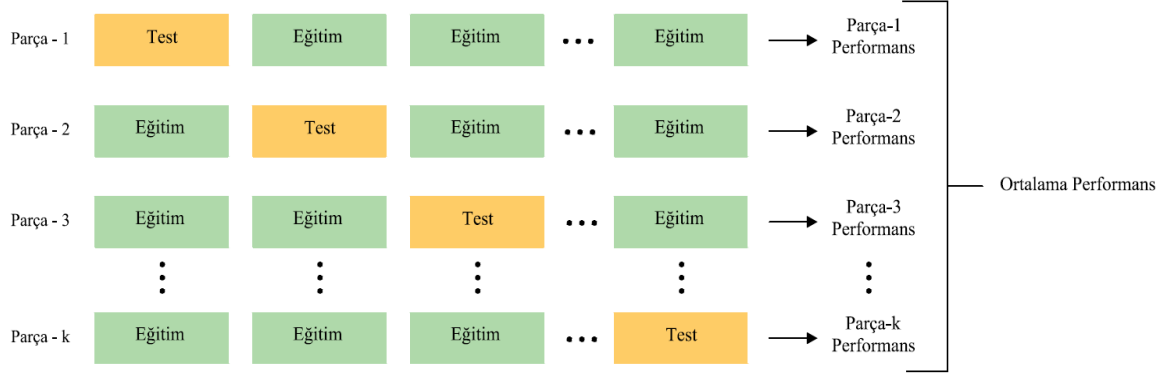 Parça - 1 Test Eğitim Eğitim ... Eğitim Parça-1
Performans
Parça - 2 Eğitim Test Eğitim ... Eğitim Parça-2
Performans
Ortalama Performans
Parça - 3 Eğitim Eğitim Test ... Eğitim Parça-3
Performans
Parça - k Eğitim Eğitim Eğitim ... Test Parça-k
Performans